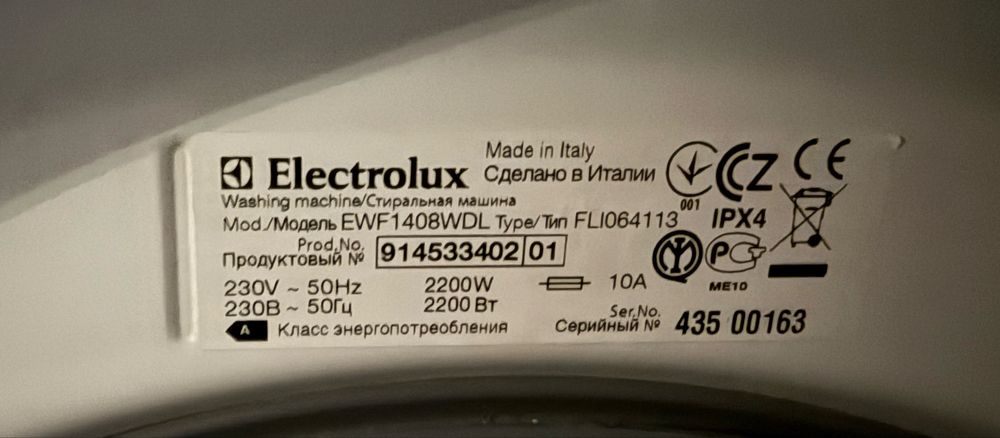 Electrolux
Made in Italy
Сделано в Италии
Washing machine/Стиральная машина
Mod./Модель EWF1408WDL Type/Тип FLI064113
Prod.No.
Продуктовый № 914533402 01
230V ~ 50Hz 2200W 10A
230В ~ 50Гц 2200 Вт
A Класс энергопотреобления
Ser.No.
Серийный № 435 00163
001
IPX4
ME10